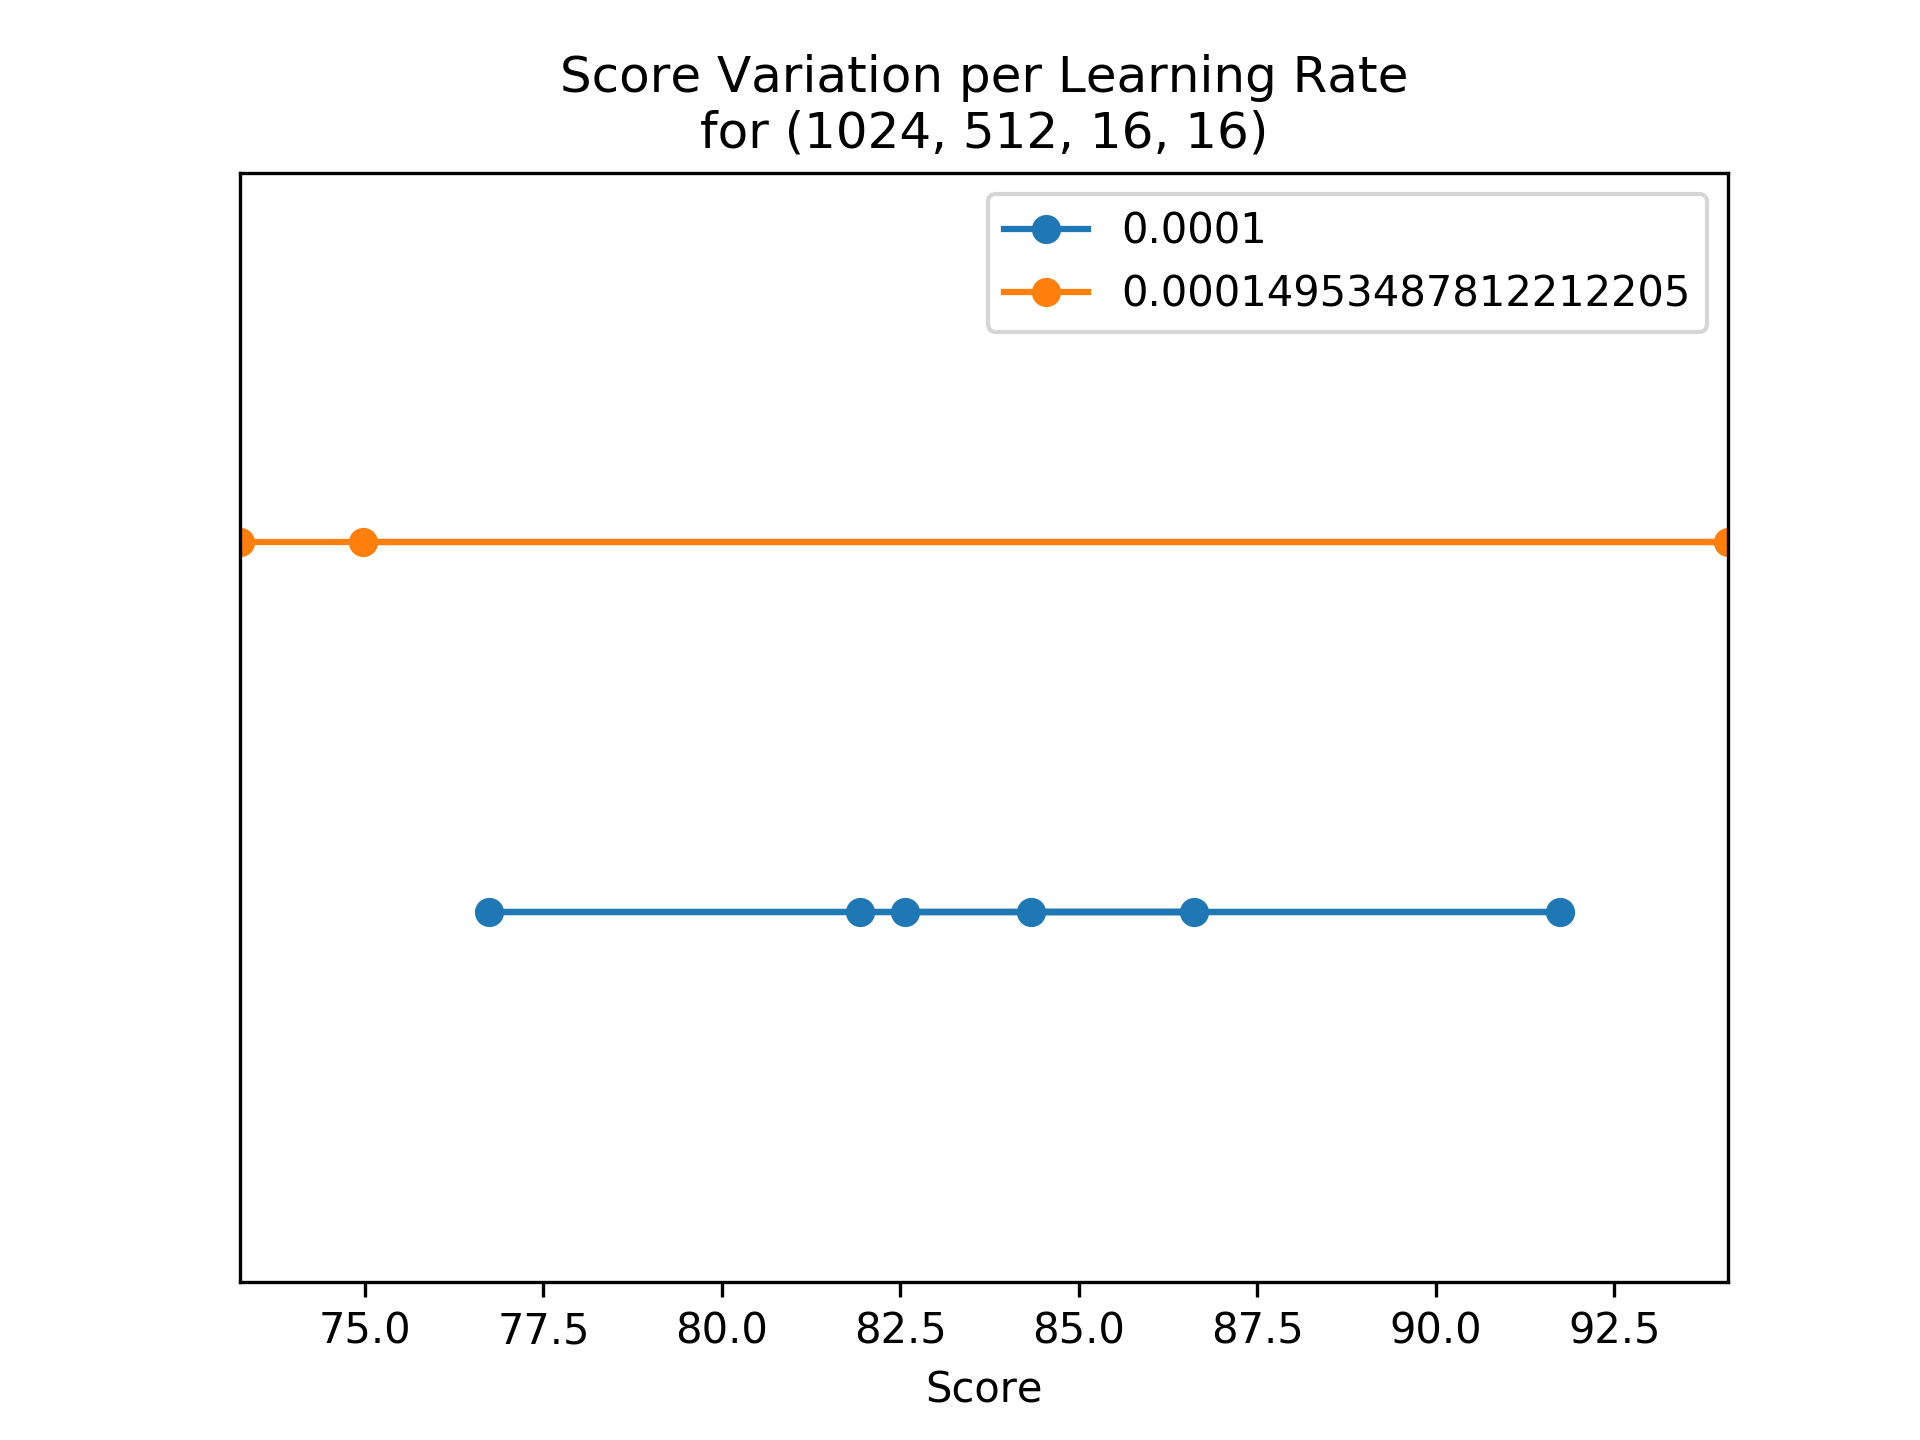 Score Variation per Learning Rate
for (1024, 512, 16, 16)
0.0001
0.00014953487812212205
75.0 77.5 80.0 82.5 85.0 87.5 90.0 92.5
Score